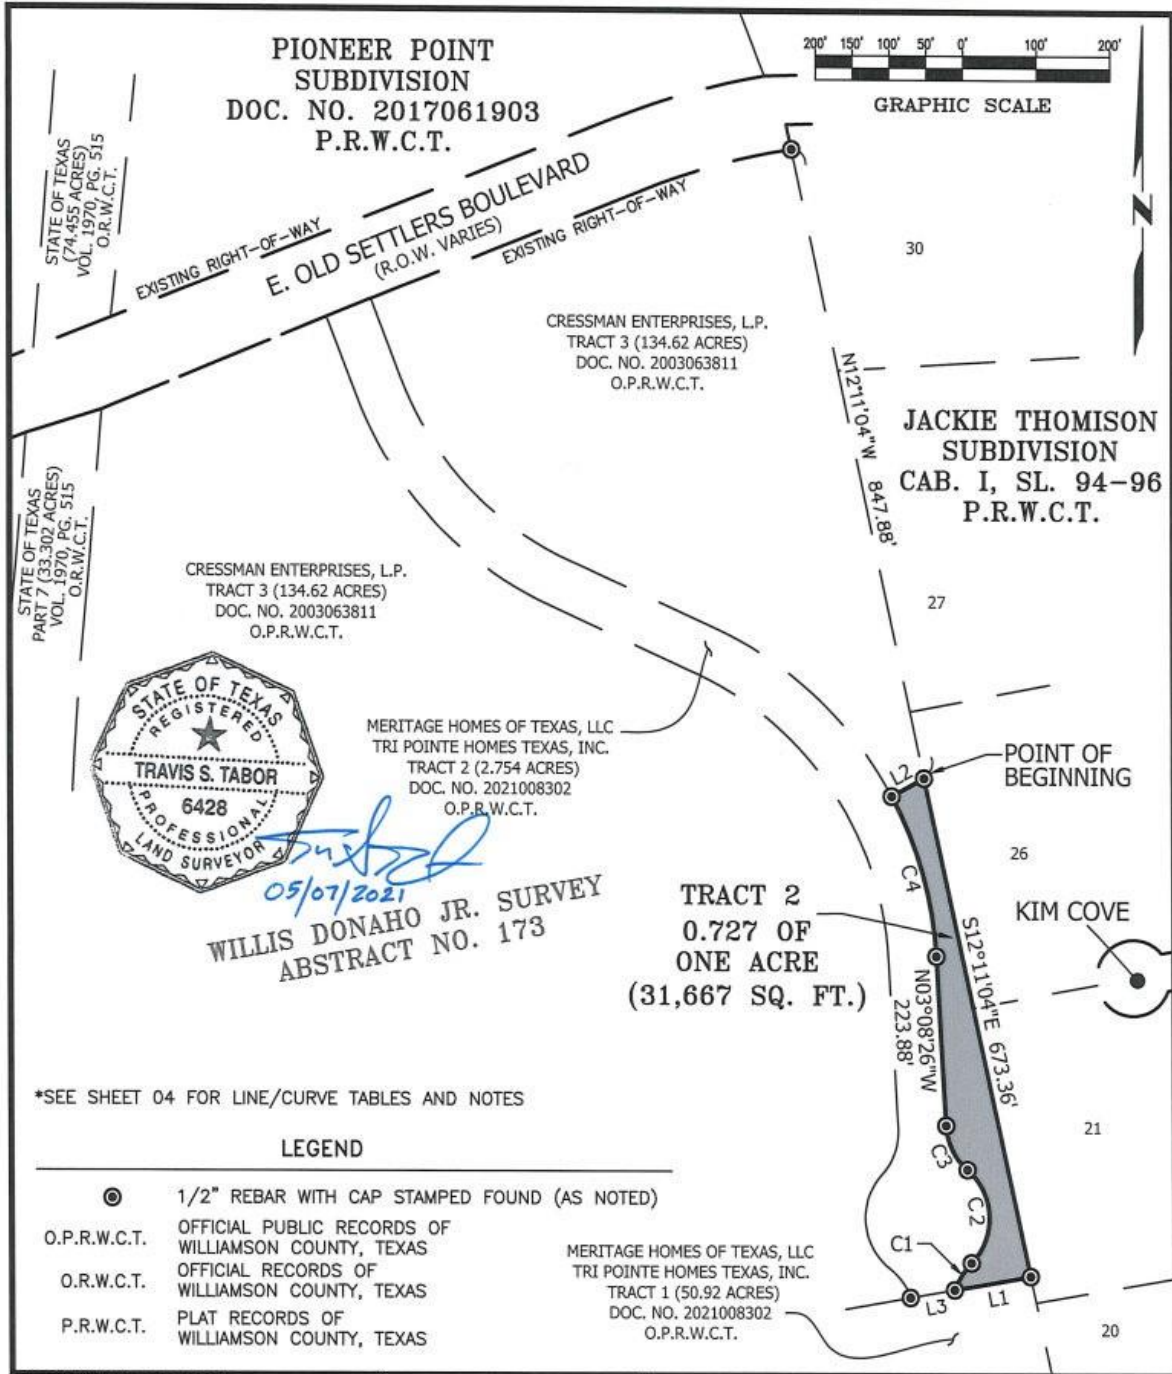 PIONEER POINT
SUBDIVISION
DOC. NO. 2017061903
P.R.W.C.T.
200' 150' 100' 50' 0' 100' 200'
GRAPHIC SCALE
N
STATE OF TEXAS
(74.455 ACRES)
VOL. 1970, PG. 515
O.R.W.C.T.
EXISTING RIGHT-OF-WAY
E. OLD SETTLERS BOULEVARD
(R.O.W. VARIES)
EXISTING RIGHT-OF-WAY
30
CRESSMAN ENTERPRISES, L.P.
TRACT 3 (134.62 ACRES)
DOC. NO. 2003063811
O.P.R.W.C.T.
N12°11'04"W 847.88'
JACKIE THOMISON
SUBDIVISION
CAB. I, SL. 94-96
P.R.W.C.T.
STATE OF TEXAS
PART 7 (33.302 ACRES)
VOL. 1970, PG. 515
O.R.W.C.T.
CRESSMAN ENTERPRISES, L.P.
TRACT 3 (134.62 ACRES)
DOC. NO. 2003063811
O.P.R.W.C.T.
27
STATE OF TEXAS
REGISTERED
TRAVIS S. TABOR
6428
PROFESSIONAL
LAND SURVEYOR
05/07/2021
MERITAGE HOMES OF TEXAS, LLC
TRI POINTE HOMES TEXAS, INC.
TRACT 2 (2.754 ACRES)
DOC. NO. 2021008302
O.P.R.W.C.T.
L2
POINT OF
BEGINNING
26
C4
WILLIS DONAHO JR. SURVEY
ABSTRACT NO. 173
TRACT 2
0.727 OF
ONE ACRE
(31,667 SQ. FT.)
KIM COVE
S12°11'04"E 673.36'
N03°08'26"W
223.88'
*SEE SHEET 04 FOR LINE/CURVE TABLES AND NOTES
21
C3
C2
C1
L3
L1
20
LEGEND
1/2" REBAR WITH CAP STAMPED FOUND (AS NOTED)
O.P.R.W.C.T. OFFICIAL PUBLIC RECORDS OF
WILLIAMSON COUNTY, TEXAS
O.R.W.C.T. OFFICIAL RECORDS OF
WILLIAMSON COUNTY, TEXAS
P.R.W.C.T. PLAT RECORDS OF
WILLIAMSON COUNTY, TEXAS
MERITAGE HOMES OF TEXAS, LLC
TRI POINTE HOMES TEXAS, INC.
TRACT 1 (50.92 ACRES)
DOC. NO. 2021008302
O.P.R.W.C.T.